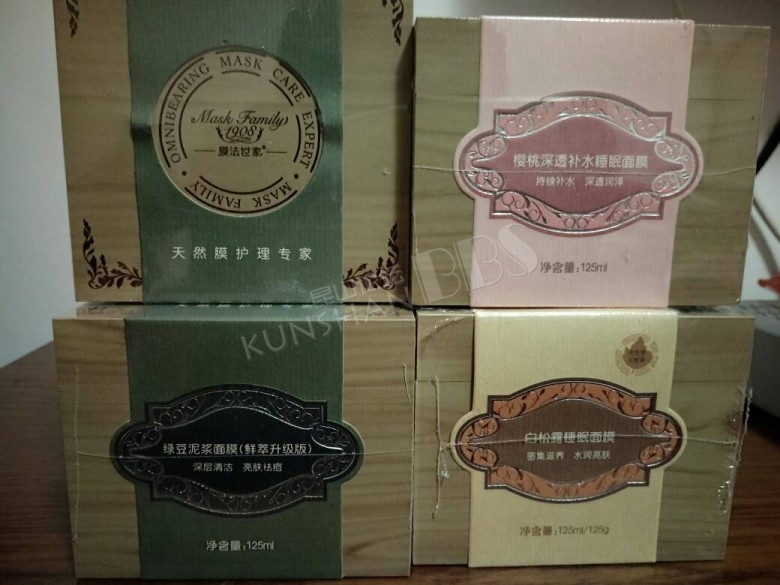 OMNIBEARING MASK CARE EXPERT
Mask Family
1908
膜法世家®
MASK FAMILY
天然膜护理专家
樱桃深透补水睡眠面膜
持续补水 深透润泽
净含量:125ml
绿豆泥浆面膜(鲜萃升级版)
深层清洁 亮肤祛痘
净含量:125ml
白松露睡眠面膜
密集滋养 水润亮肤
净含量:125ml/125g
KUNSHAN BBS